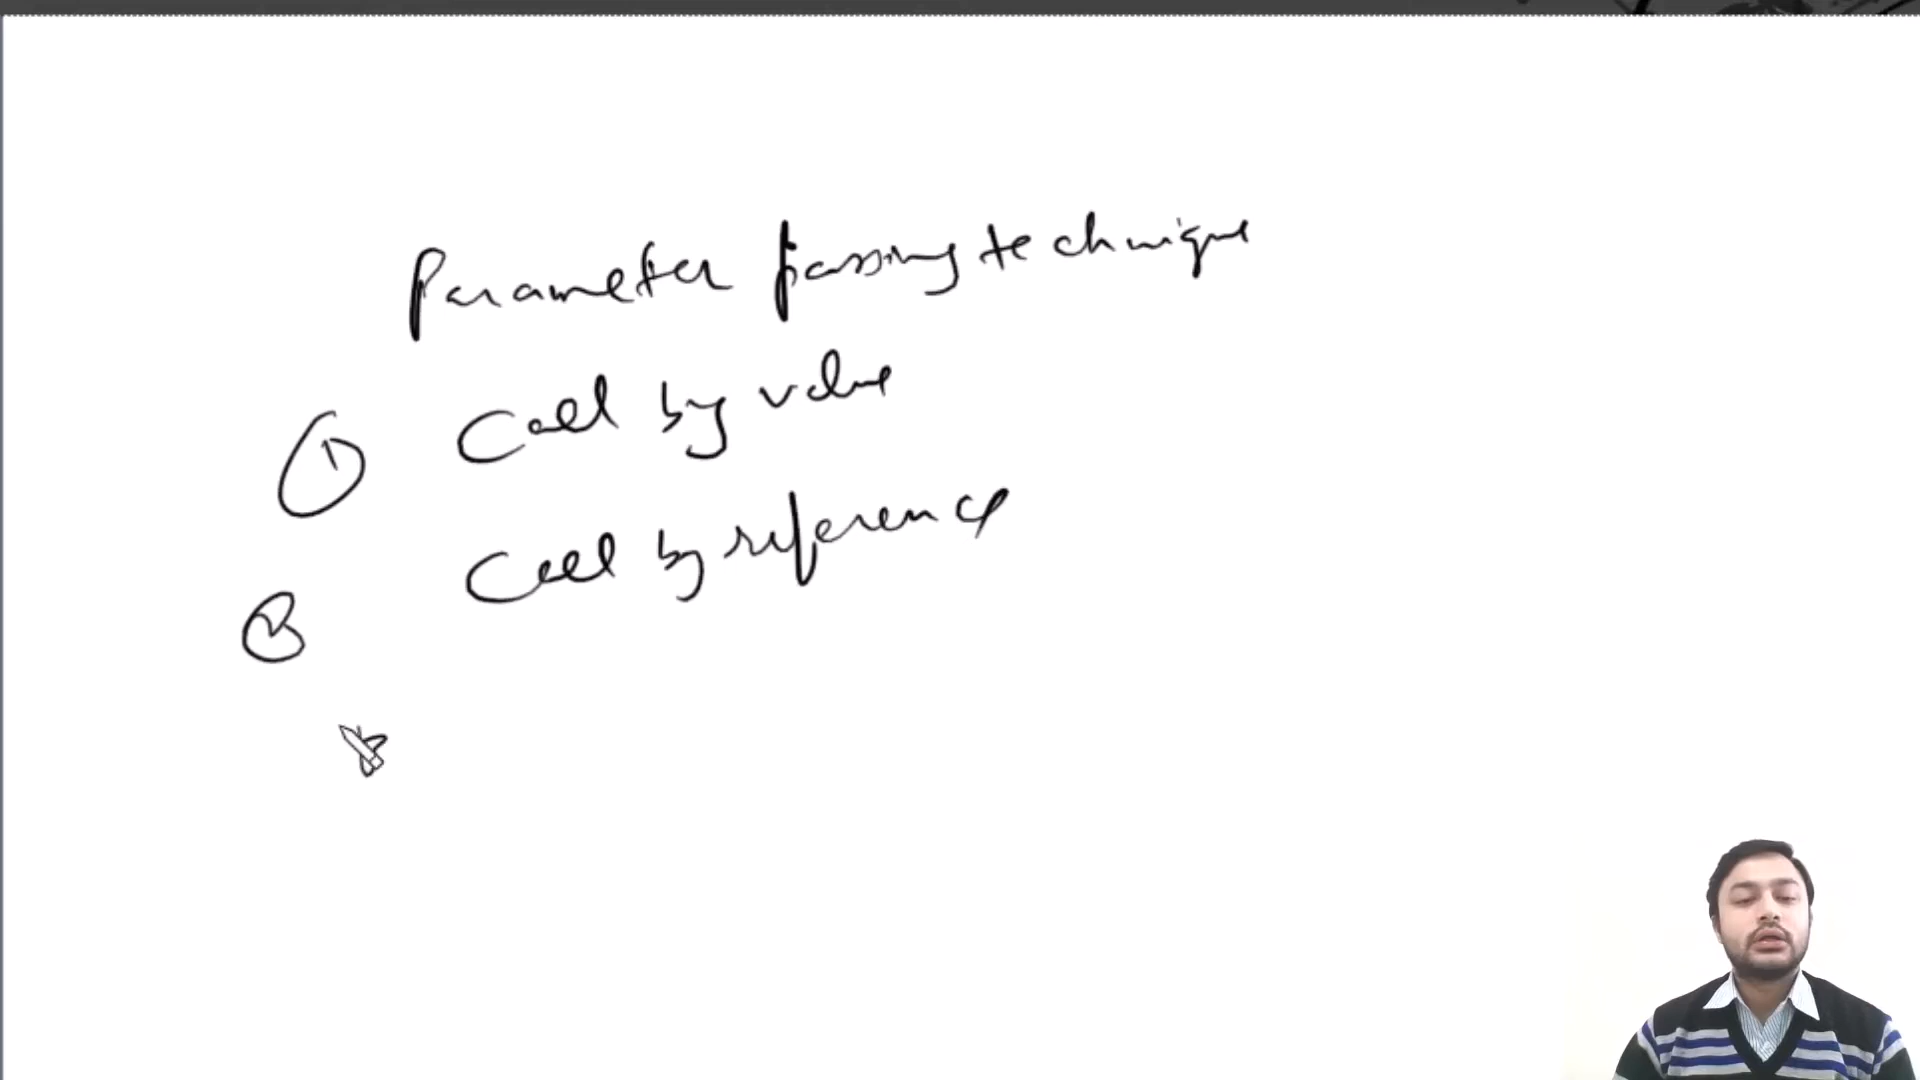 Parameter passing technique
① Call by value
② Call by reference